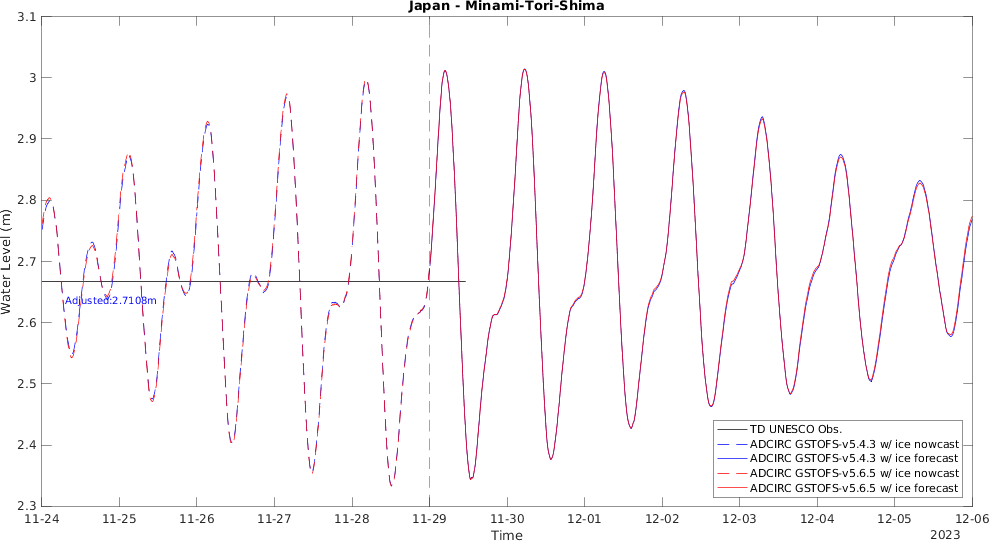 Japan - Minami-Tori-Shima
3.1
3
2.9
2.8
2.7
2.6
2.5
2.4
2.3
Water Level (m)
Adjusted:2.7108m
TD UNESCO Obs.
ADCIRC GSTOFS-v5.4.3 w/ ice nowcast
ADCIRC GSTOFS-v5.4.3 w/ ice forecast
ADCIRC GSTOFS-v5.6.5 w/ ice nowcast
ADCIRC GSTOFS-v5.6.5 w/ ice forecast
11-24 11-25 11-26 11-27 11-28 11-29 11-30 12-01 12-02 12-03 12-04 12-05 12-06
Time
2023